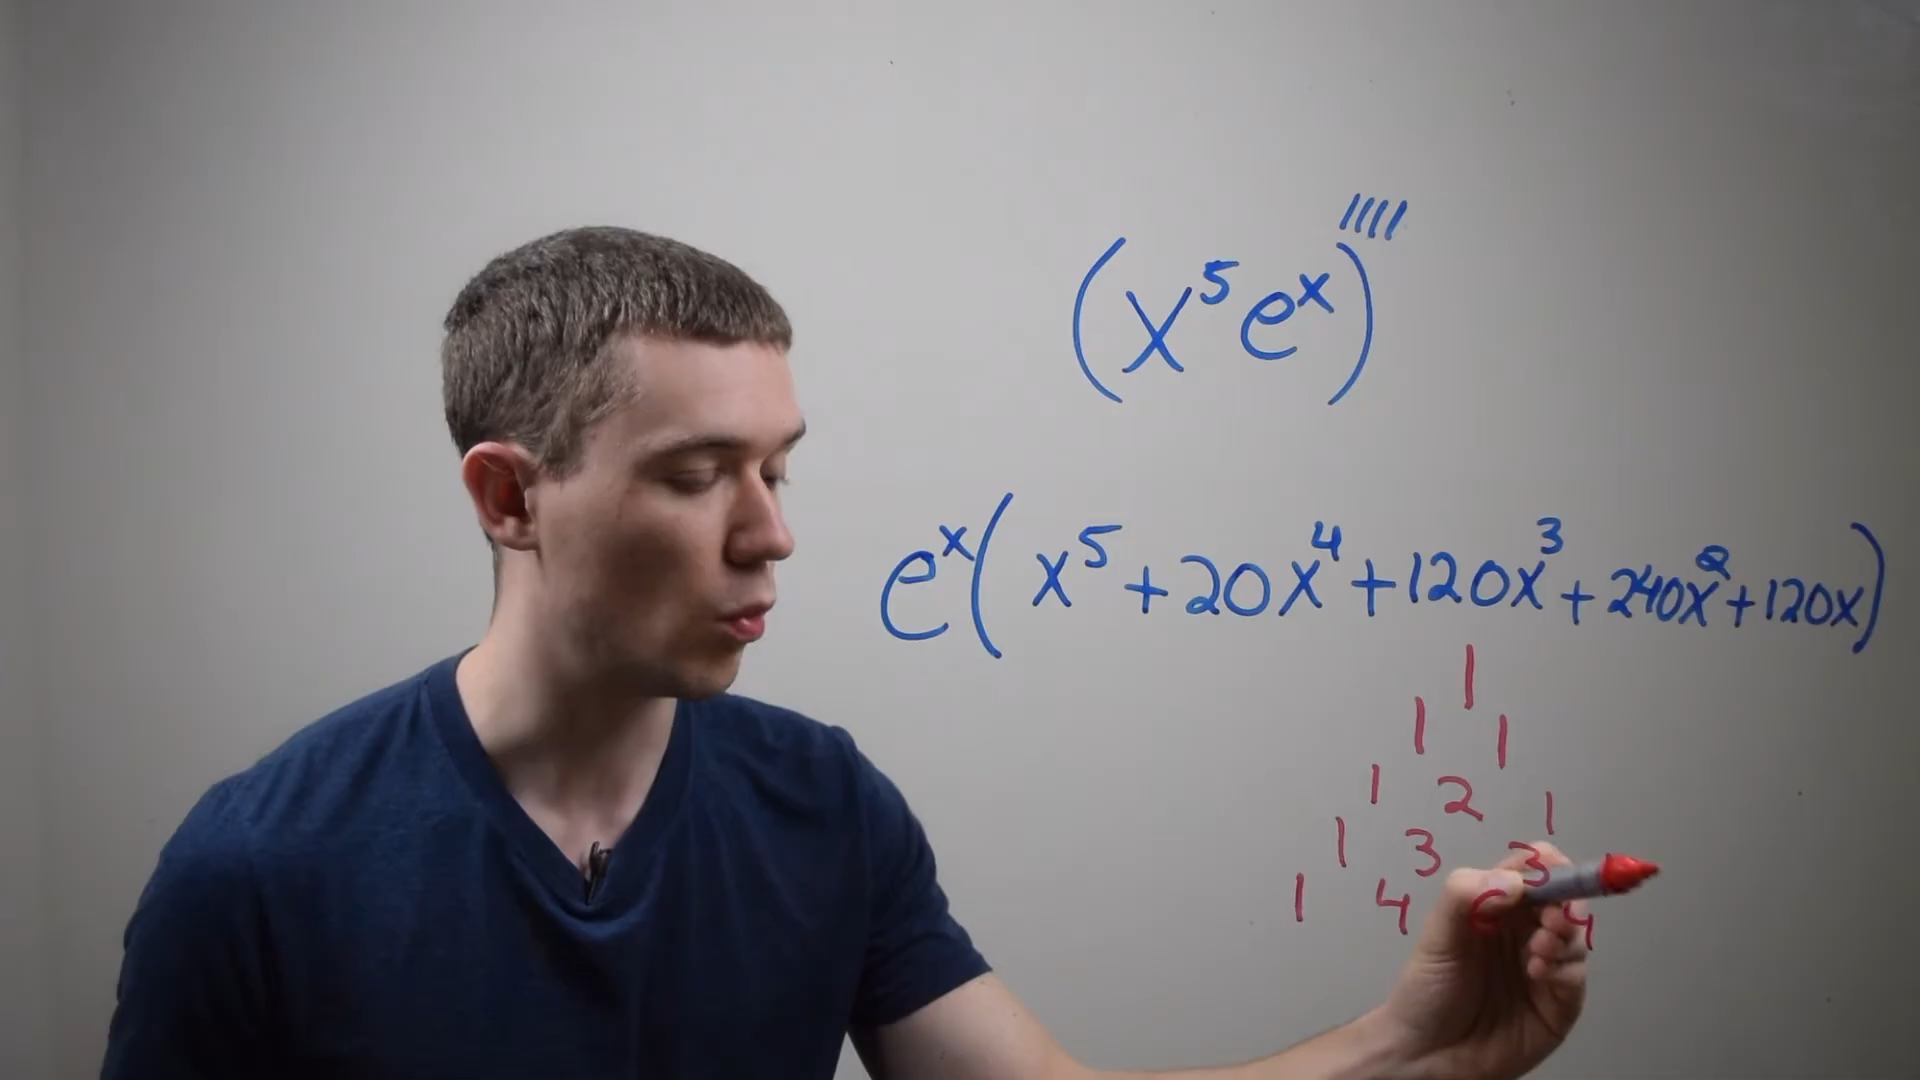 (x⁵eˣ)''''
eˣ(x⁵+20x⁴+120x³+240x²+120x)
1
1 1
1 2 1
1 3 3
1 4 6 4